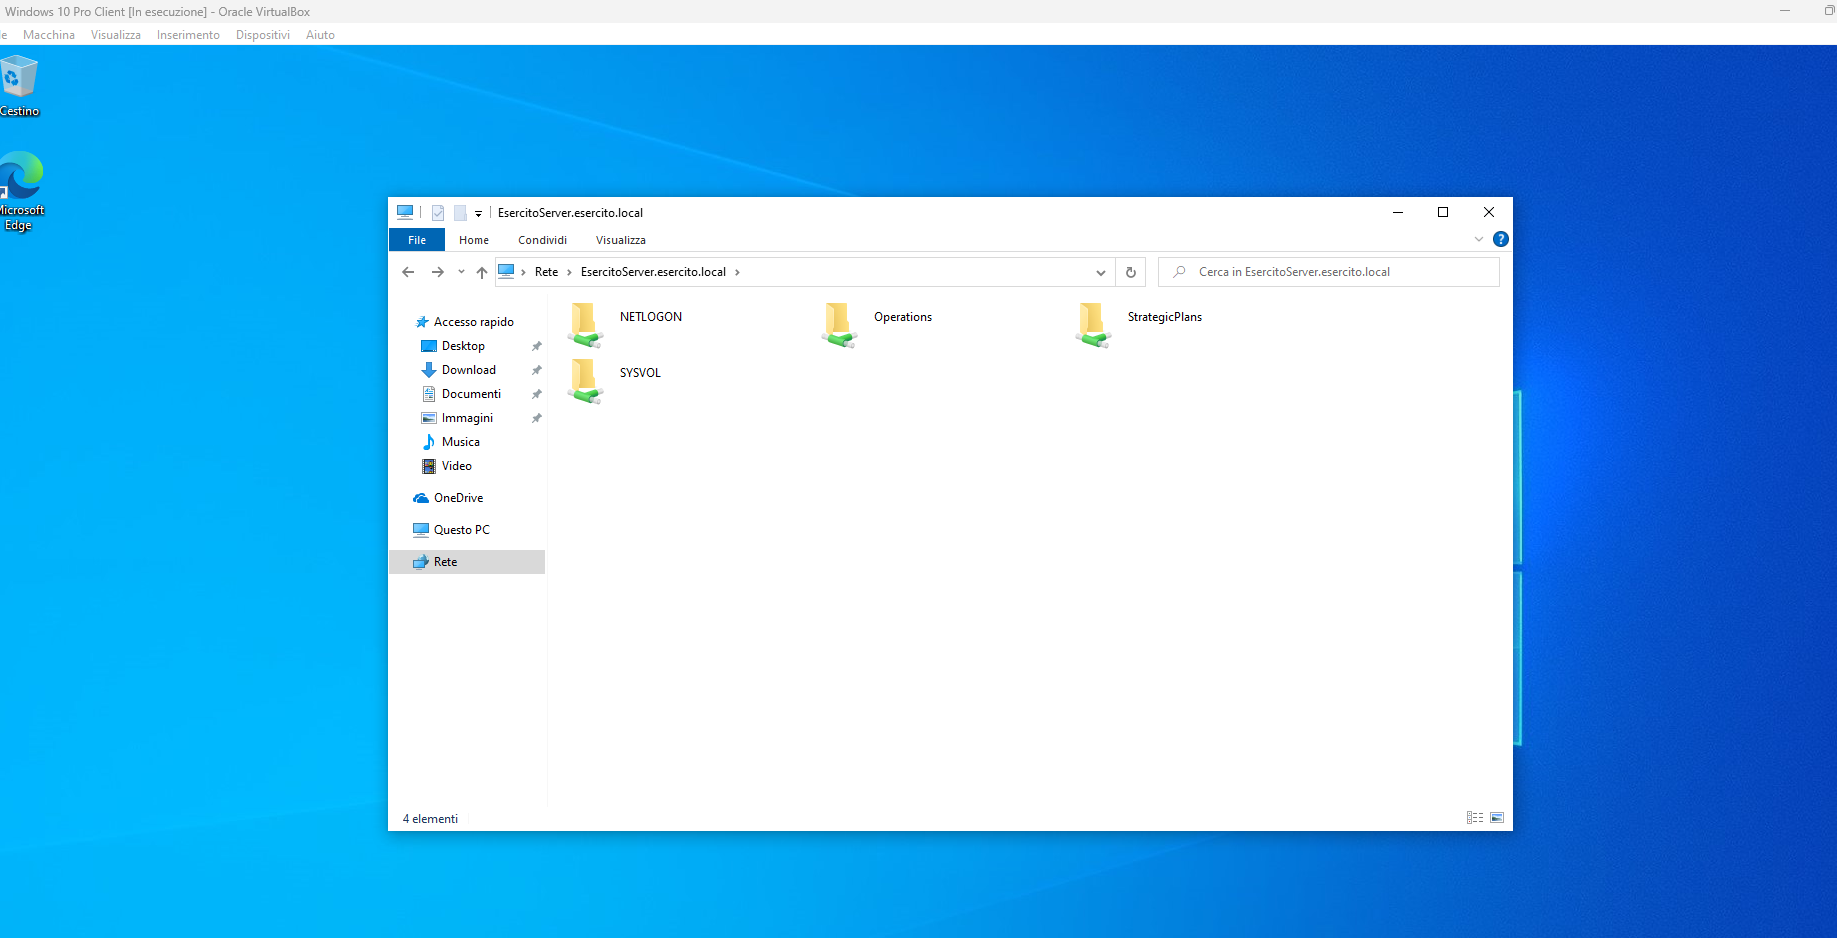 Windows 10 Pro Client [In esecuzione] - Oracle VirtualBox
Macchina Visualizza Inserimento Dispositivi Aiuto
Cestino
Microsoft
Edge
EsercitoServer.esercito.local
File Home Condividi Visualizza
Rete EsercitoServer.esercito.local
Cerca in EsercitoServer.esercito.local
Accesso rapido
Desktop
Download
Documenti
Immagini
Musica
Video
OneDrive
Questo PC
Rete
NETLOGON
Operations
StrategicPlans
SYSVOL
4 elementi